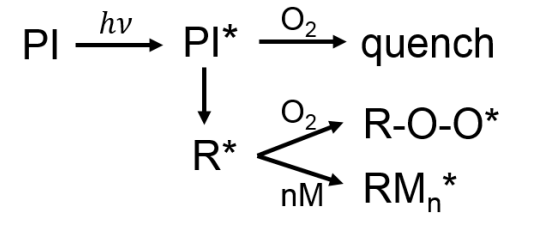 PI hν PI* O₂ quench
R* O₂ R-O-O*
nM RMₙ*